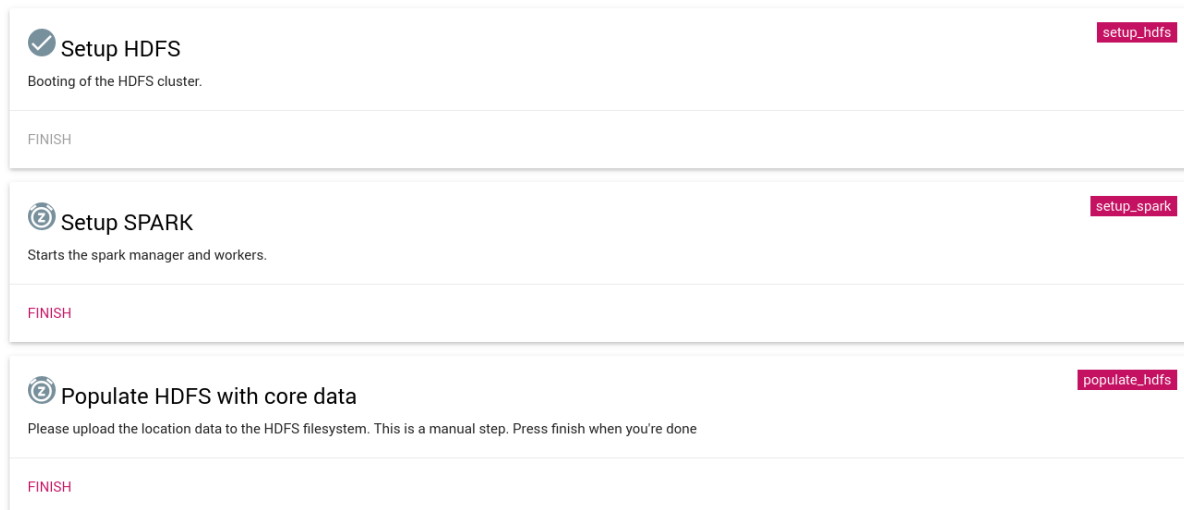 Setup HDFS
setup_hdfs
Booting of the HDFS cluster.
FINISH
Setup SPARK
setup_spark
Starts the spark manager and workers.
FINISH
Populate HDFS with core data
populate_hdfs
Please upload the location data to the HDFS filesystem. This is a manual step. Press finish when you're done
FINISH